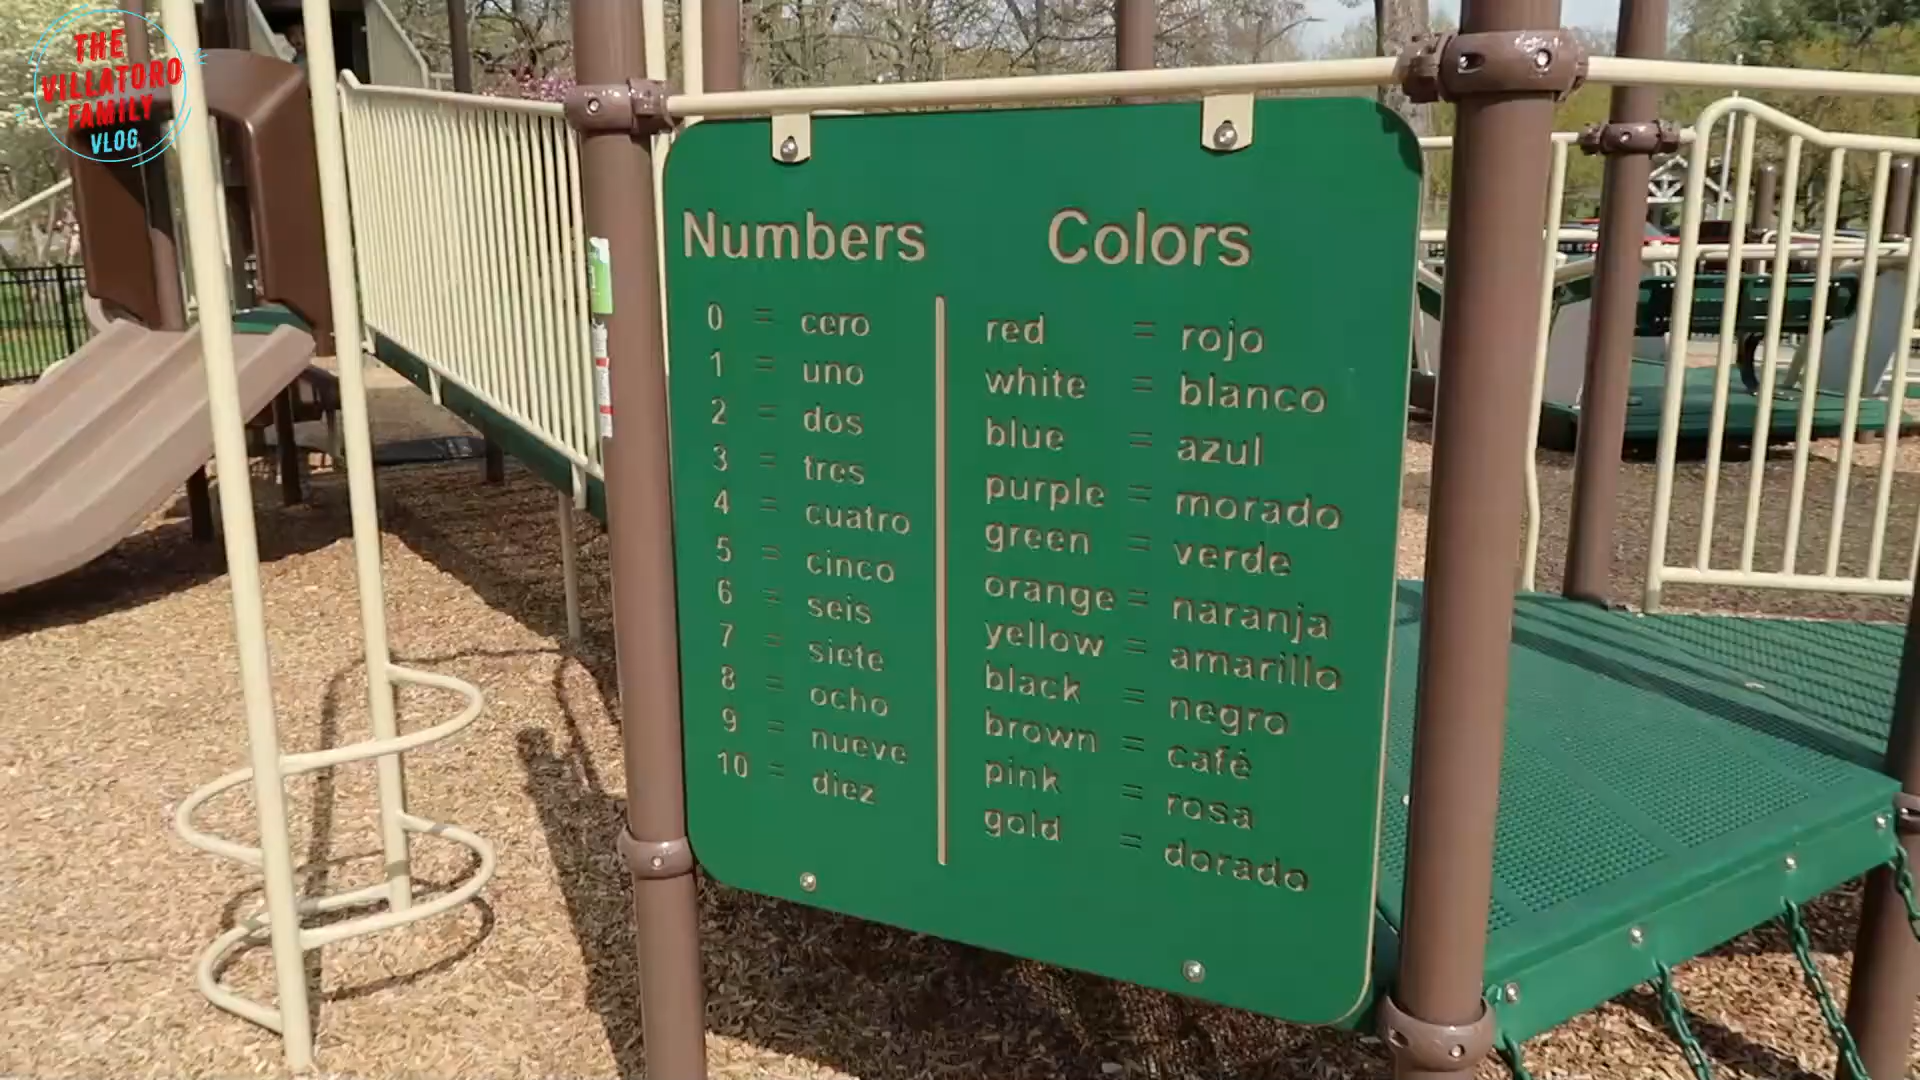 THE
VILLATORO
FAMILY
VLOG
Numbers
0 = cero
1 = uno
2 = dos
3 = tres
4 = cuatro
5 = cinco
6 = seis
7 = siete
8 = ocho
9 = nueve
10 = diez
Colors
red = rojo
white = blanco
blue = azul
purple = morado
green = verde
orange = naranja
yellow = amarillo
black = negro
brown = café
pink = rosa
gold = dorado